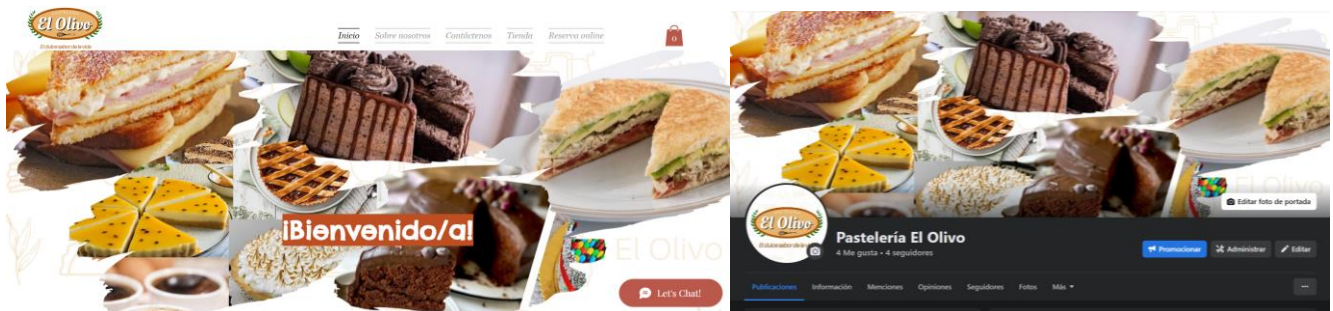 El Olivo
El dulce sabor de la vida
Inicio Sobre nosotros Contáctenos Tienda Reserva online
0
¡Bienvenido/a!
El Olivo
Let's Chat!
El Olivo
Editar foto de portada
El Olivo
El dulce sabor de la vida
Pastelería El Olivo
4 Me gusta • 4 seguidores
Promocionar Administrar Editar
Publicaciones Información Menciones Opiniones Seguidores Fotos Más